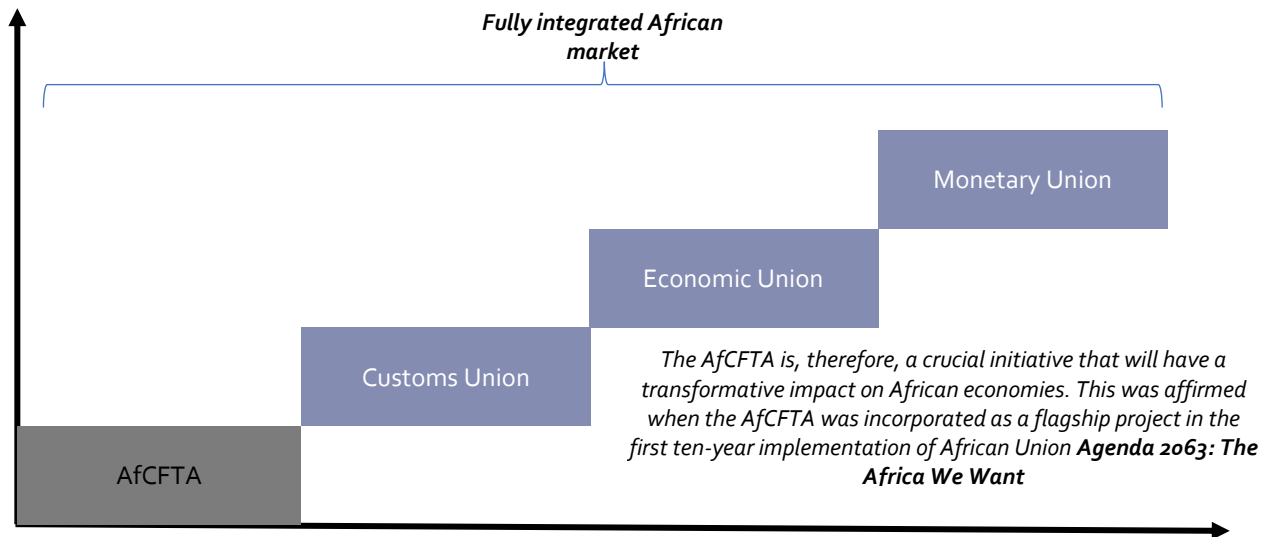 Fully integrated African
market
Monetary Union
Economic Union
Customs Union
The AfCFTA is, therefore, a crucial initiative that will have a
transformative impact on African economies. This was affirmed
when the AfCFTA was incorporated as a flagship project in the
first ten-year implementation of African Union Agenda 2063: The
Africa We Want
AfCFTA